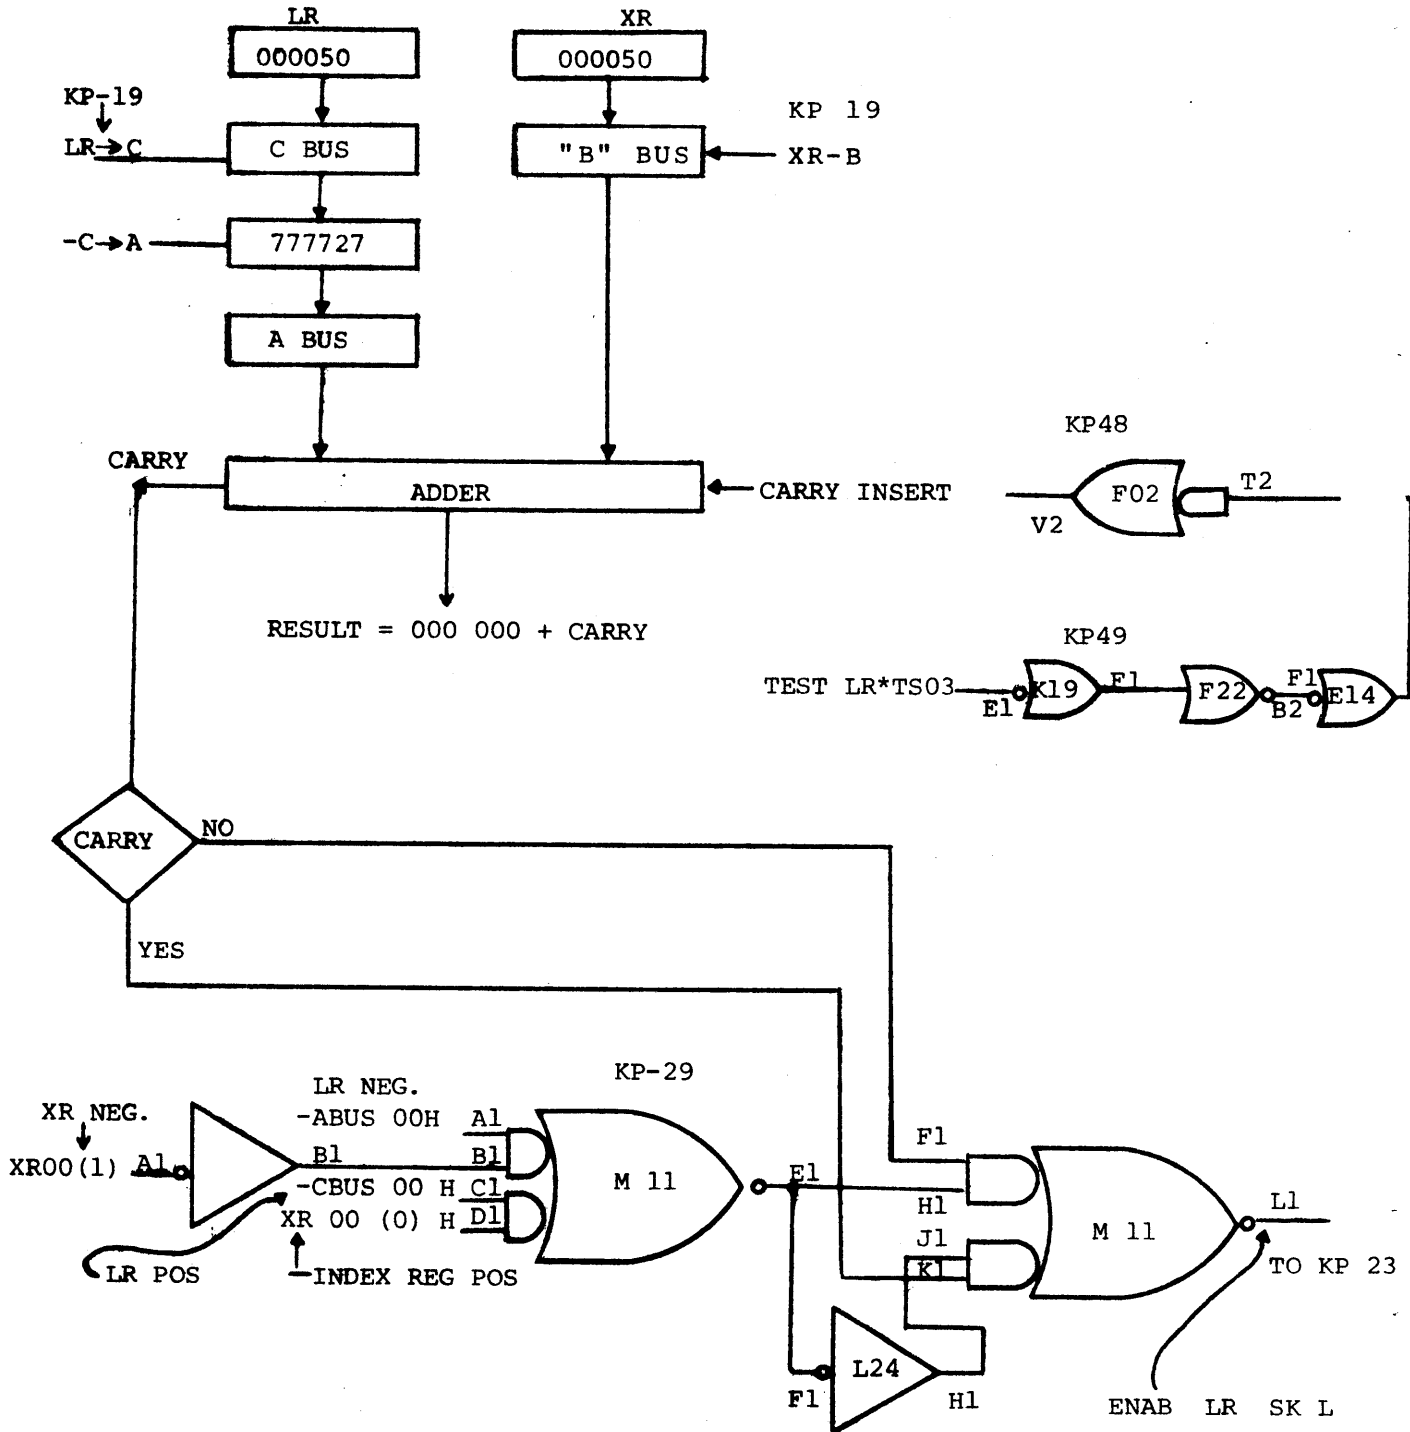 LR
XR
000050
000050
KP-19
KP 19
LR→C
C BUS
"B" BUS
XR-B
-C→A
777727
A BUS
KP48
CARRY
ADDER
CARRY INSERT
F02
T2
V2
RESULT = 000 000 + CARRY
KP49
TEST LR*TS03
E1
K19
F1
F22
B2
F1
E14
CARRY
NO
YES
KP-29
LR NEG.
XR NEG.
-ABUS 00H
A1
XR00(1)
A1
B1
B1
-CBUS 00 H
C1
XR 00 (0) H
D1
M 11
E1
F1
H1
J1
K1
M 11
L1
LR POS
-INDEX REG POS
TO KP 23
L24
F1
H1
ENAB LR SK L